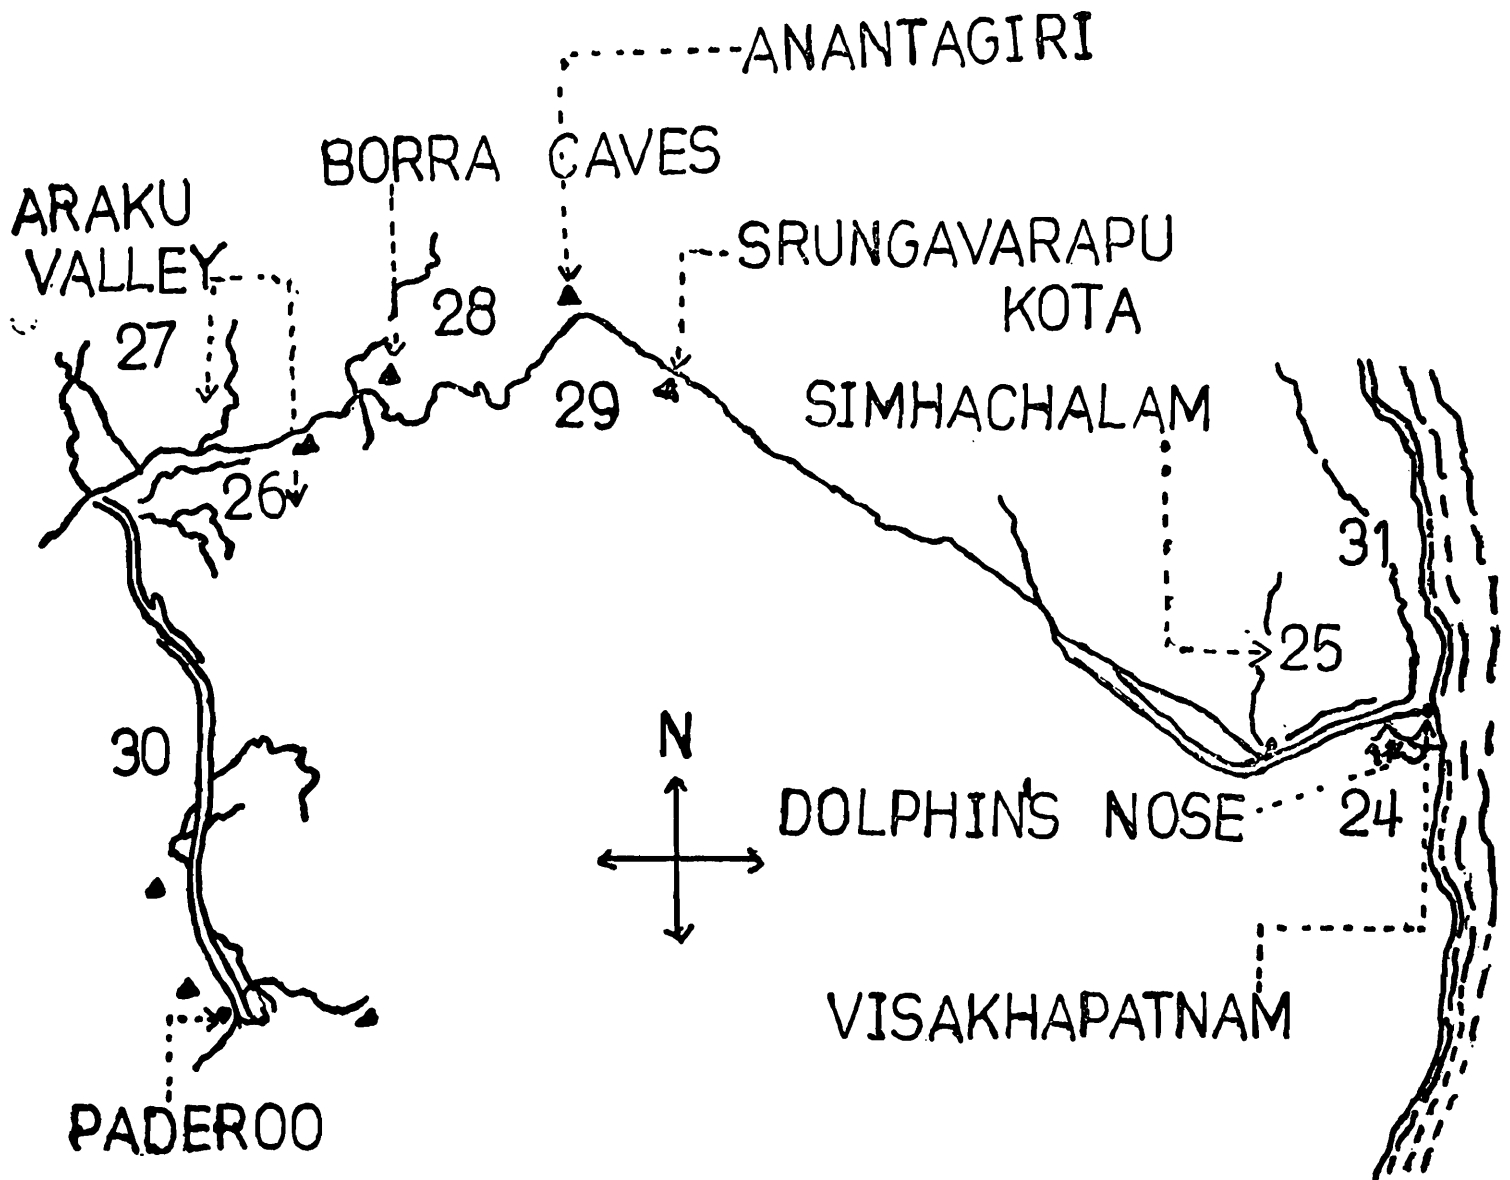 ANANTAGIRI
BORRA CAVES
ARAKU
VALLEY
SRUNGAVARAPU
KOTA
28
27
29
SIMHACHALAM
26
31
25
30
N
DOLPHIN'S NOSE
24
VISAKHAPATNAM
PADEROO